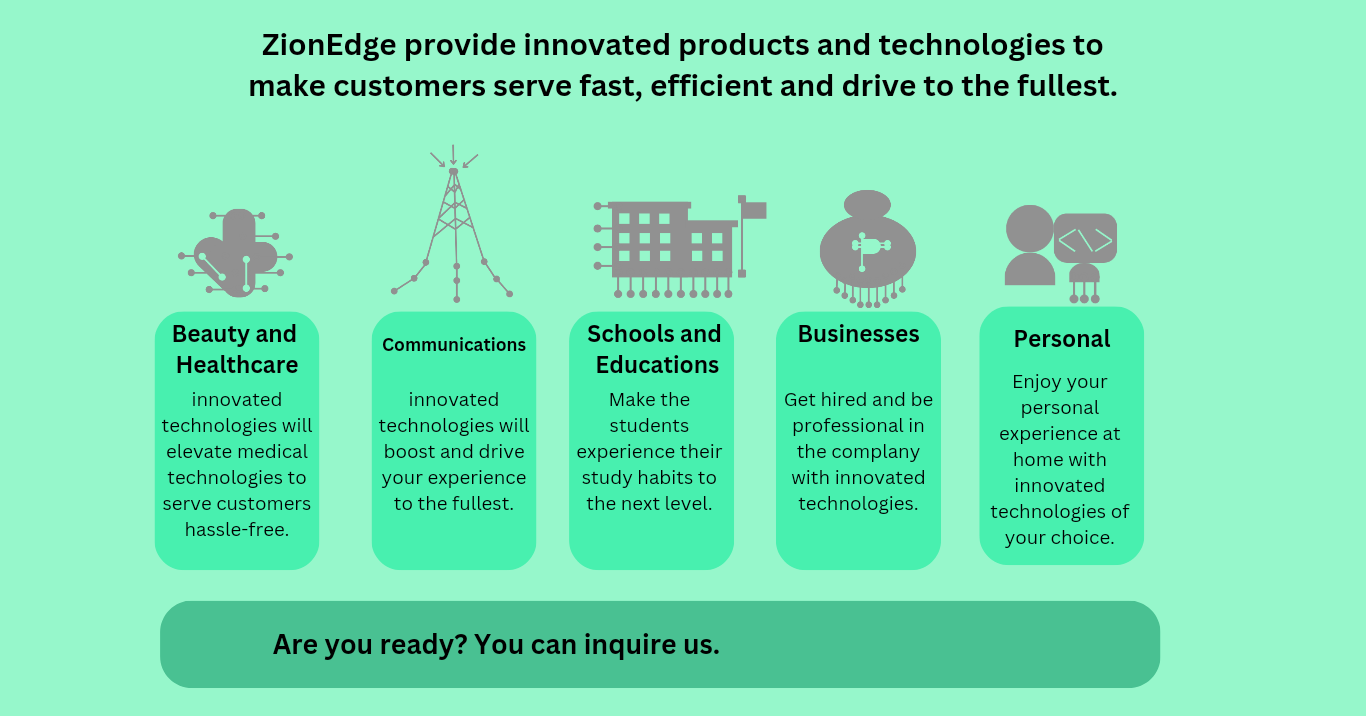 ZionEdge provide innovated products and technologies to
make customers serve fast, efficient and drive to the fullest.
</>
Beauty and
Healthcare
innovated
technologies will
elevate medical
technologies to
serve customers
hassle-free.
Communications
innovated
technologies will
boost and drive
your experience
to the fullest.
Schools and
Educations
Make the
students
experience their
study habits to
the next level.
Businesses
Get hired and be
professional in
the complany
with innovated
technologies.
Personal
Enjoy your
personal
experience at
home with
innovated
technologies of
your choice.
Are you ready? You can inquire us.